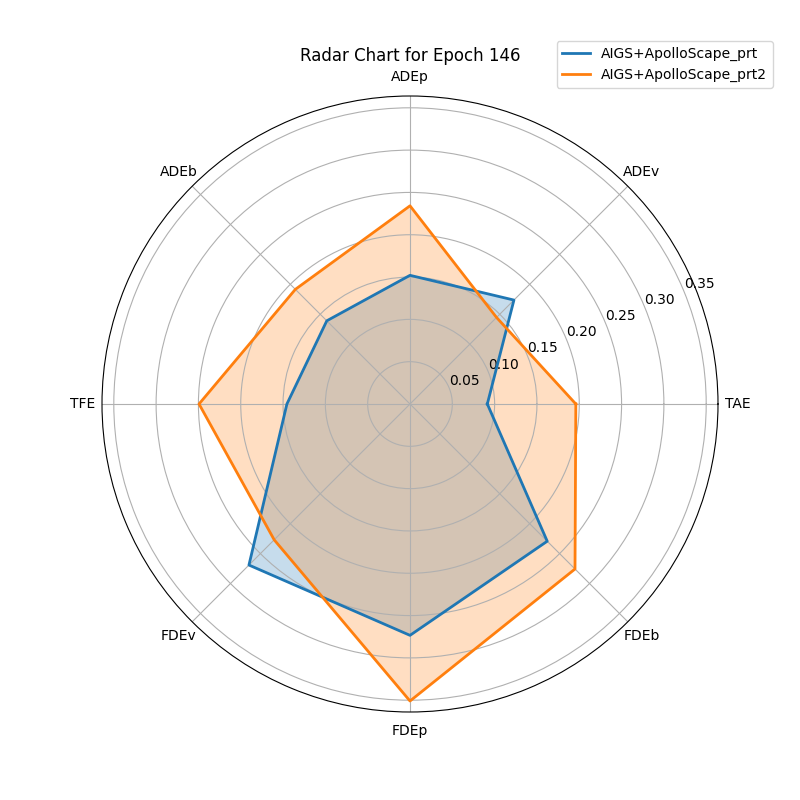 Radar Chart for Epoch 146
AIGS+ApolloScape_prt
AIGS+ApolloScape_prt2
ADEp
ADEb
ADEv
0.35
0.30
0.25
0.20
0.15
0.10
0.05
TFE
TAE
FDEv
FDEb
FDEp